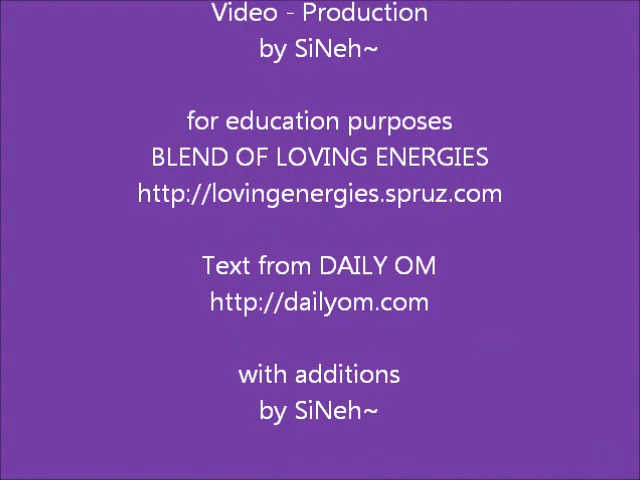 Video - Production
by SiNeh~
for education purposes
BLEND OF LOVING ENERGIES
http://lovingenergies.spruz.com
Text from DAILY OM
http://dailyom.com
with additions
by SiNeh~